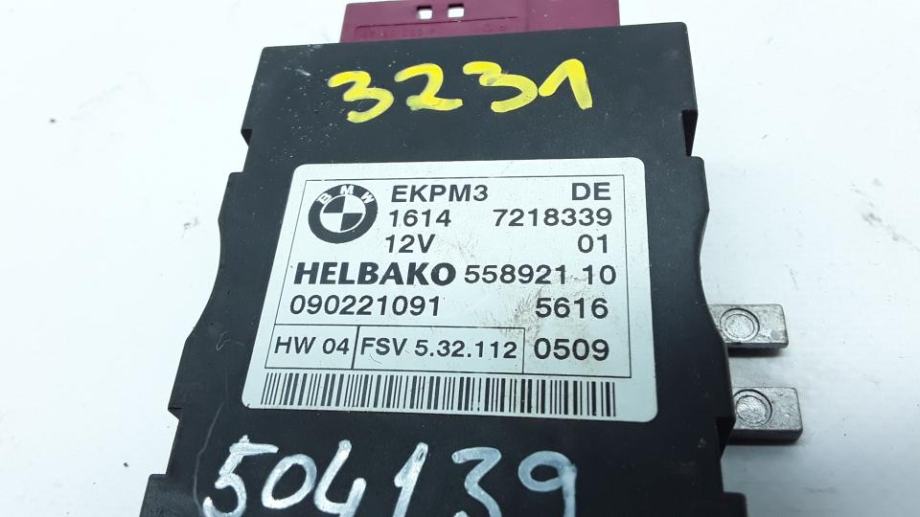 3231
BMW
EKPM3 DE
1614 7218339
12V 01
HELBAKO 558921 10
090221091 5616
HW 04 FSV 5.32.112 0509
504139